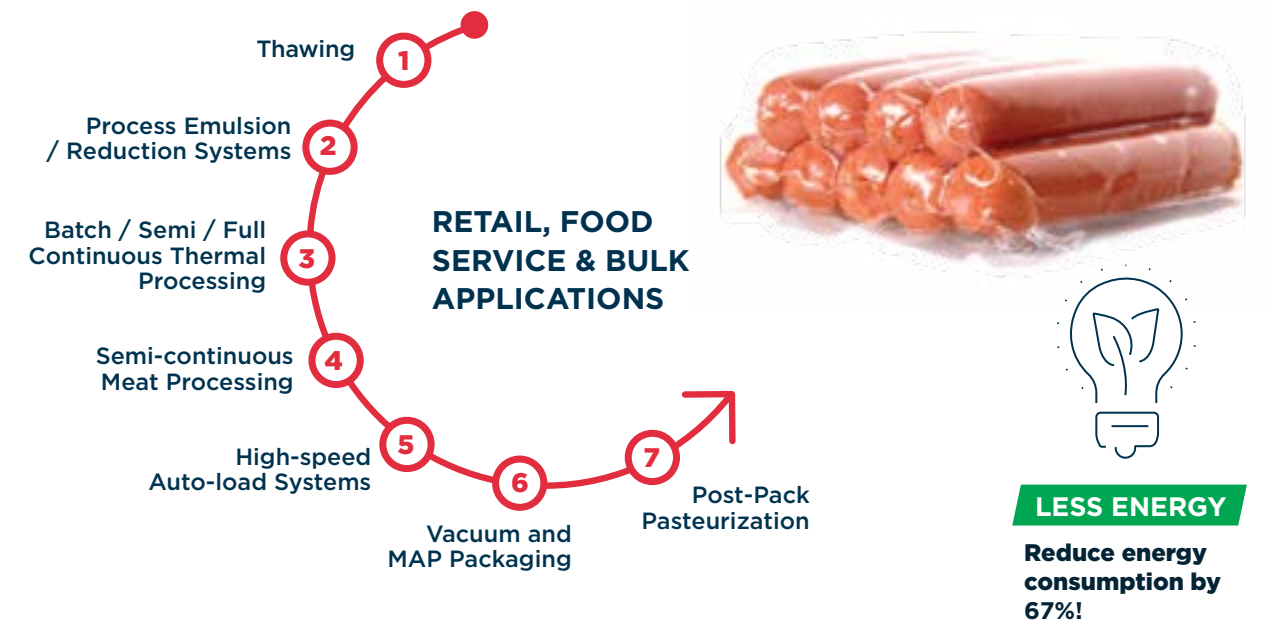 1
Thawing
2
Process Emulsion
/ Reduction Systems
3
Batch / Semi / Full
Continuous Thermal
Processing
4
Semi-continuous
Meat Processing
5
High-speed
Auto-load Systems
6
Vacuum and
MAP Packaging
7
Post-Pack
Pasteurization
RETAIL, FOOD
SERVICE & BULK
APPLICATIONS
LESS ENERGY
Reduce energy
consumption by
67%!